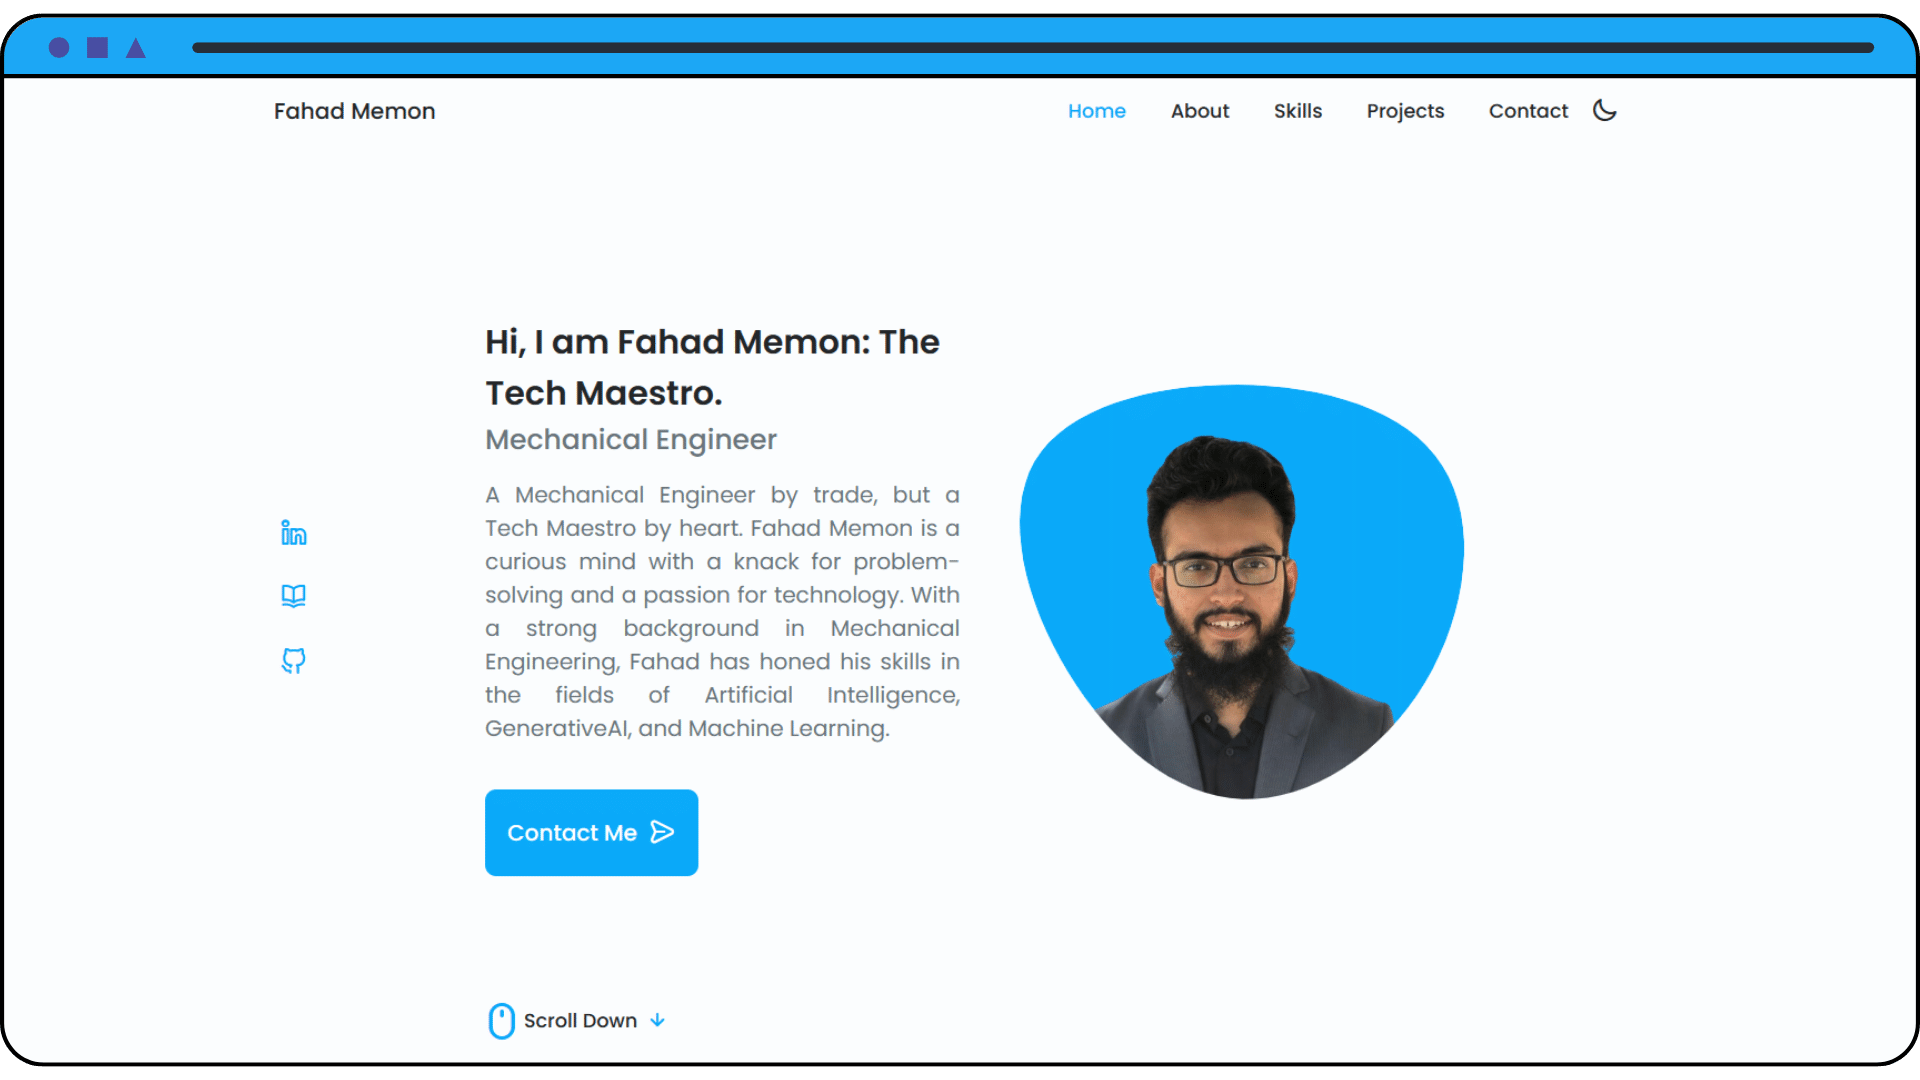 Fahad Memon
Home
About
Skills
Projects
Contact
Hi, I am Fahad Memon: The
Tech Maestro.
Mechanical Engineer
A Mechanical Engineer by trade, but a
Tech Maestro by heart. Fahad Memon is a
curious mind with a knack for problem-
solving and a passion for technology. With
a strong background in Mechanical
Engineering, Fahad has honed his skills in
the fields of Artificial Intelligence,
GenerativeAI, and Machine Learning.
Contact Me
Scroll Down